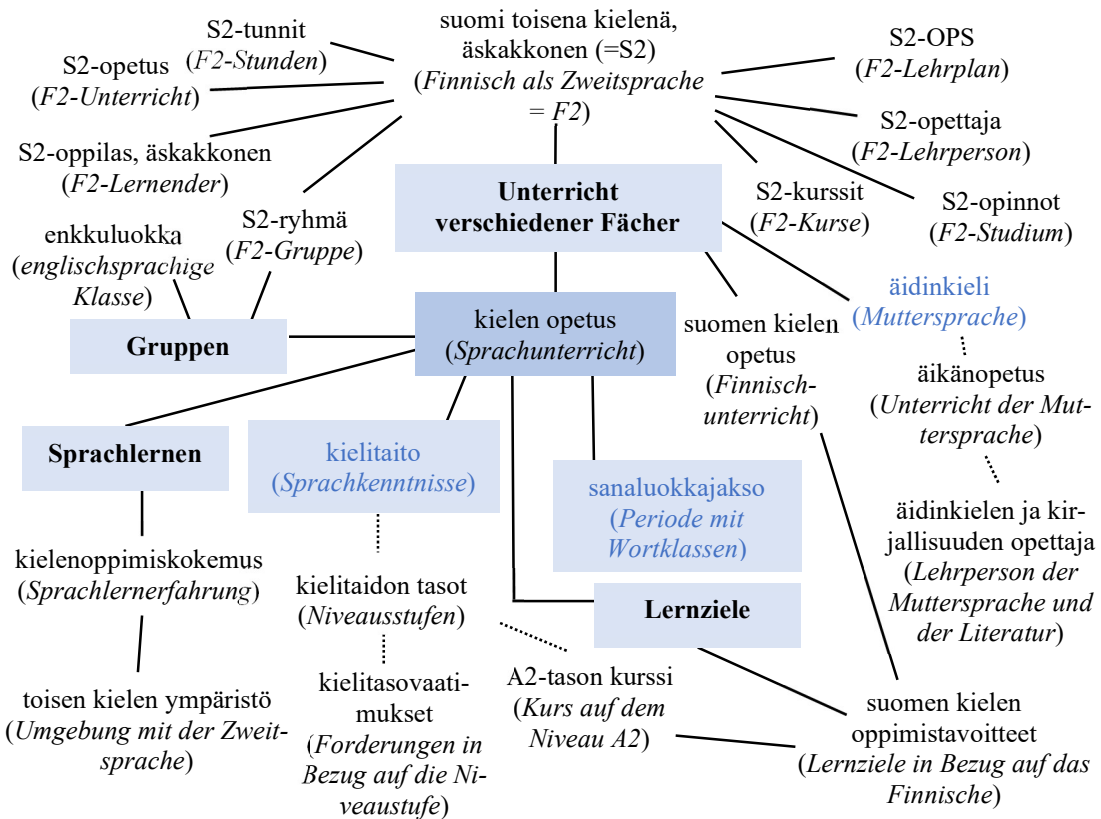 suomi toisena kielenä,
äskakkonen (=S2)
(Finnisch als Zweitsprache
= F2)
S2-tunnit
(F2-Stunden)
S2-opetus
(F2-Unterricht)
S2-oppilas, äskakkonen
(F2-Lernender)
S2-ryhmä
(F2-Gruppe)
S2-OPS
(F2-Lehrplan)
S2-opettaja
(F2-Lehrperson)
S2-opinnot
(F2-Studium)
S2-kurssit
(F2-Kurse)
Unterricht
verschiedener Fächer
enkkuluokka
(englischsprachige
Klasse)
Gruppen
kielen opetus
(Sprachunterricht)
suomen kielen
opetus
(Finnisch-
unterricht)
äidinkieli
(Muttersprache)
äikänopetus
(Unterricht der Mut-
tersprache)
äidinkielen ja kir-
jallisuuden opettaja
(Lehrperson der
Muttersprache und
der Literatur)
Sprachlernen
kielitaito
(Sprachkenntnisse)
sanaluokkajakso
(Periode mit
Wortklassen)
kielenoppimiskokemus
(Sprachlernerfahrung)
kielitaidon tasot
(Niveausstufen)
Lernziele
toisen kielen ympäristö
(Umgebung mit der Zweit-
sprache)
kielitasovaati-
mukset
(Forderungen in
Bezug auf die Ni-
veaustufe)
A2-tason kurssi
(Kurs auf dem
Niveau A2)
suomen kielen
oppimistavoitteet
(Lernziele in Bezug auf das
Finnische)